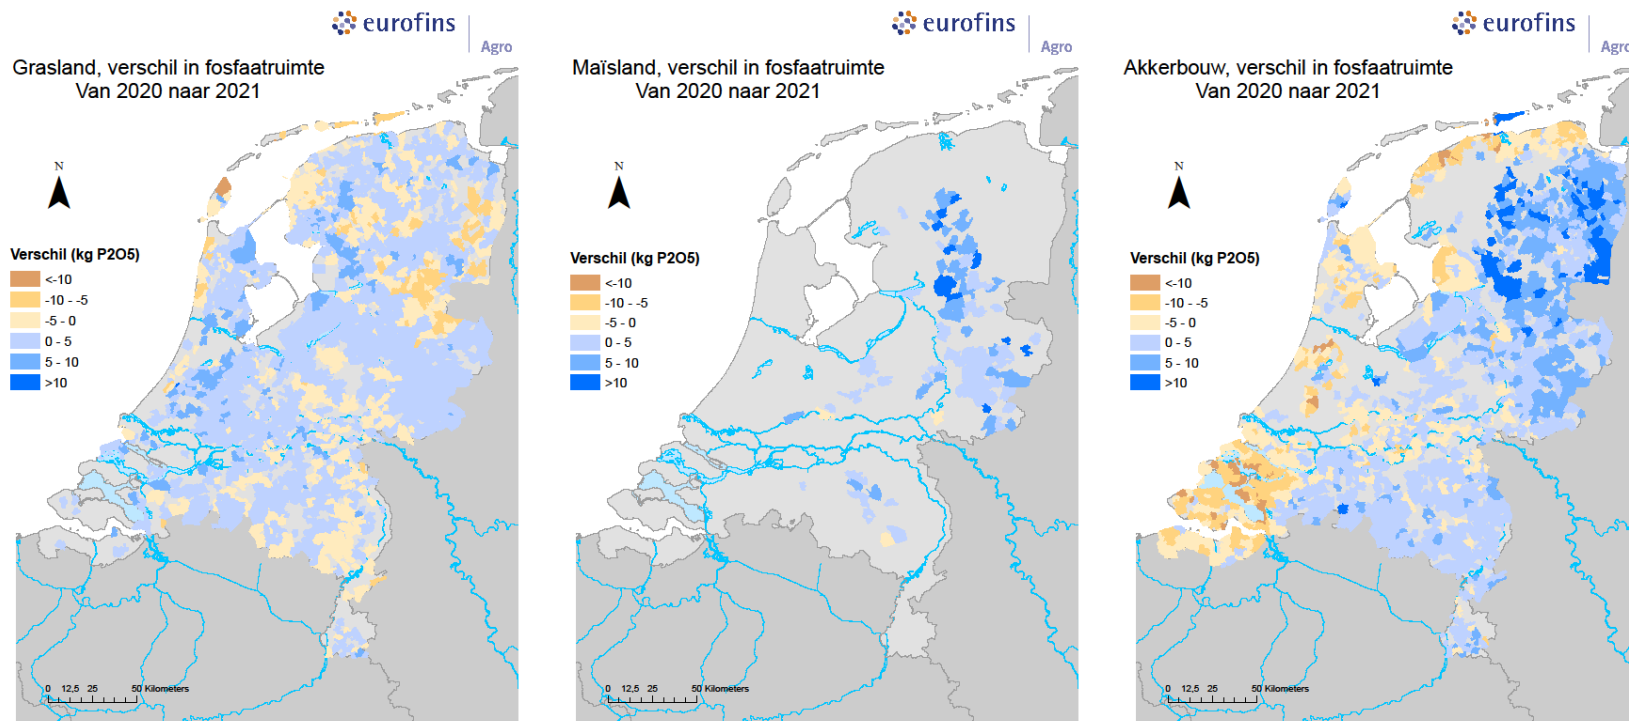 eurofins
Agro
Grasland, verschil in fosfaatruimte
Van 2020 naar 2021
N
Verschil (kg P2O5)
<-10
-10 - -5
-5 - 0
0 - 5
5 - 10
>10
0 12,5 25 50 Kilometers
eurofins
Agro
Maïsland, verschil in fosfaatruimte
Van 2020 naar 2021
N
Verschil (kg P2O5)
<-10
-10 - -5
-5 - 0
0 - 5
5 - 10
>10
0 12,5 25 50 Kilometers
eurofins
Agro
Akkerbouw, verschil in fosfaatruimte
Van 2020 naar 2021
N
Verschil (kg P2O5)
<-10
-10 - -5
-5 - 0
0 - 5
5 - 10
>10
0 12,5 25 50 Kilometers